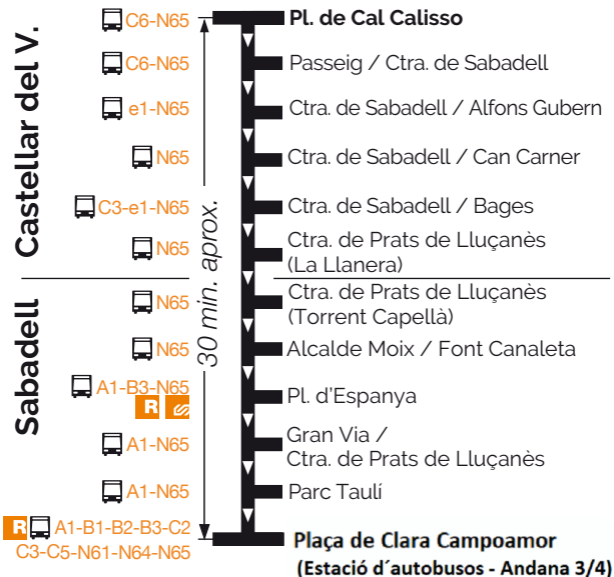 Castellar del V.
C6-N65
Pl. de Cal Calisso
C6-N65
Passeig / Ctra. de Sabadell
e1-N65
Ctra. de Sabadell / Alfons Gubern
N65
Ctra. de Sabadell / Can Carner
C3-e1-N65
Ctra. de Sabadell / Bages
N65
Ctra. de Prats de Lluçanès
(La Llanera)
30 min. aprox.
Sabadell
N65
Ctra. de Prats de Lluçanès
(Torrent Capellà)
N65
Alcalde Moix / Font Canaleta
A1-B3-N65
R
Pl. d'Espanya
A1-N65
Gran Via /
Ctra. de Prats de Lluçanès
A1-N65
Parc Taulí
R
A1-B1-B2-B3-C2
C3-C5-N61-N64-N65
Plaça de Clara Campoamor
(Estació d´autobusos - Andana 3/4)